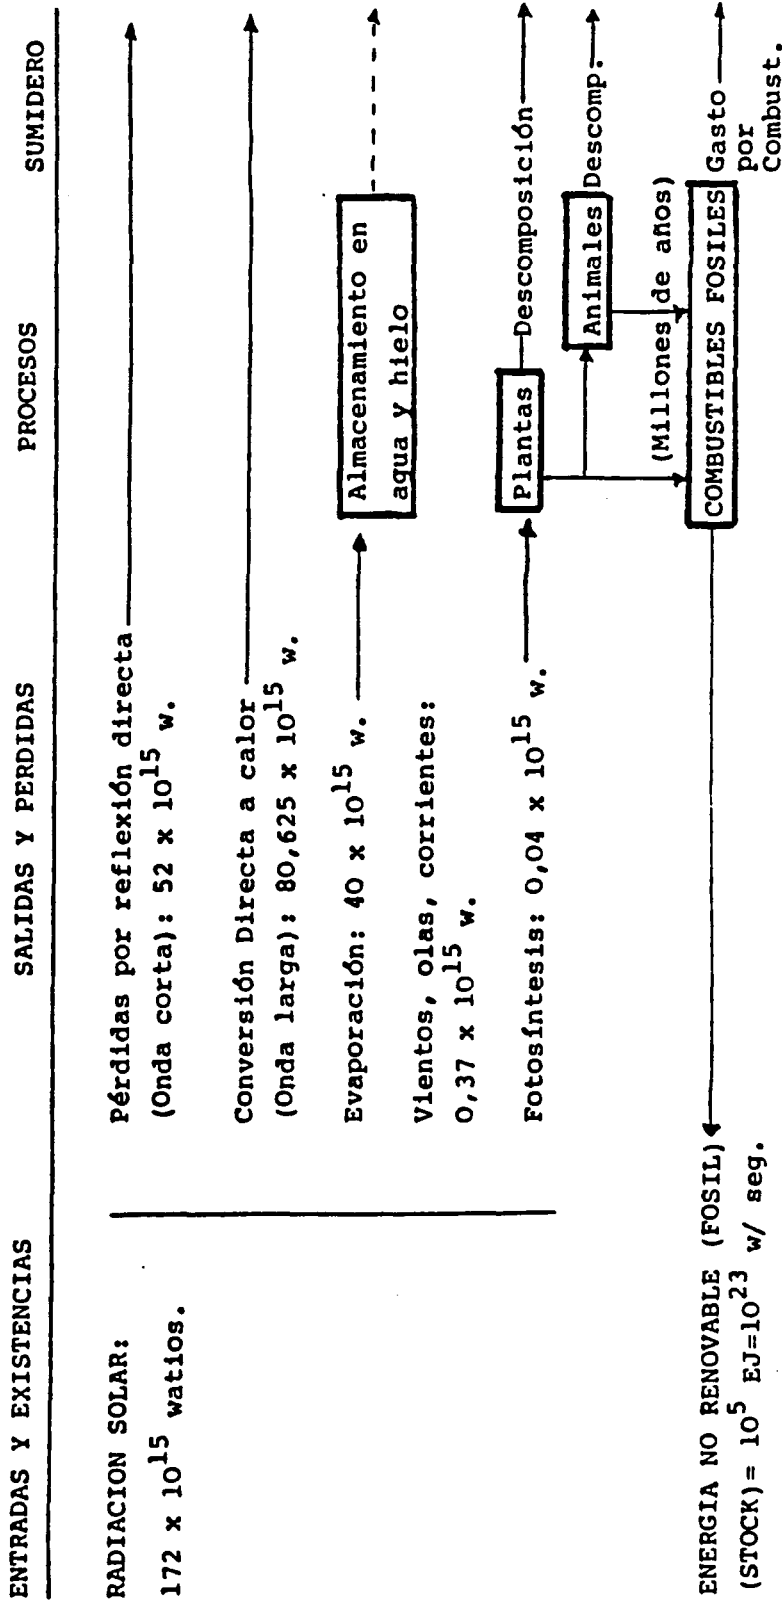 ENTRADAS Y EXISTENCIAS
SALIDAS Y PERDIDAS
PROCESOS
SUMIDERO
RADIACION SOLAR:
172 x 10^15 watios.
Pérdidas por reflexión directa
(Onda corta): 52 x 10^15 w.
Conversión Directa a calor
(Onda larga): 80,625 x 10^15 w.
Evaporación: 40 x 10^15 w.
Almacenamiento en
aqua y hielo
Vientos, olas, corrientes:
0,37 x 10^15 w.
Fotosíntesis: 0,04 x 10^15 w.
Plantas
Descomposición
Animales
Descomp.
(Millones de años)
ENERGIA NO RENOVABLE (FOSIL)
(STOCK)= 10^5 EJ=10^23 w/ seg.
COMBUSTIBLES FOSILES
Gasto
por
Combust.